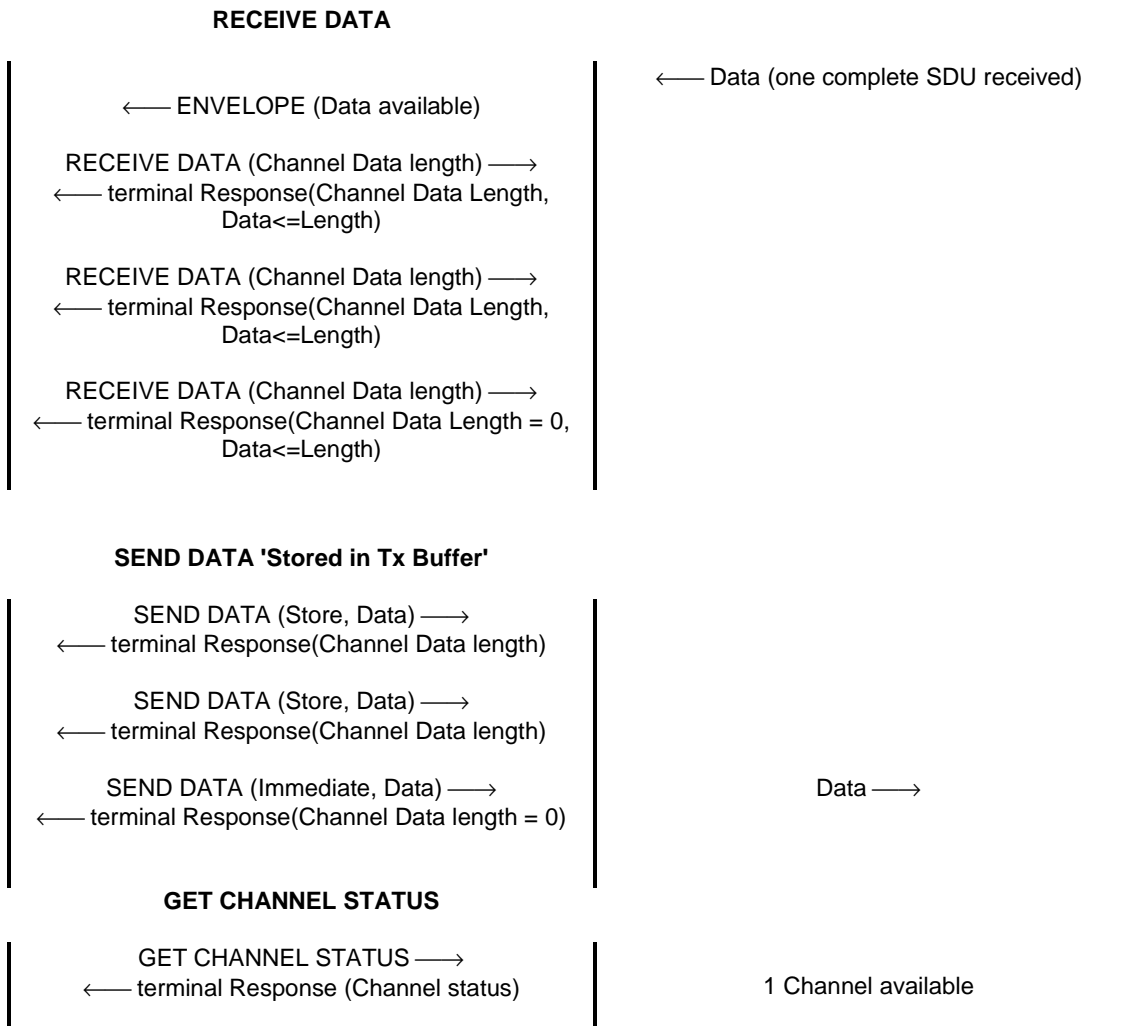 RECEIVE DATA
←── Data (one complete SDU received)
←── ENVELOPE (Data available)
RECEIVE DATA (Channel Data length) ──→
←── terminal Response(Channel Data Length,
Data<=Length)
RECEIVE DATA (Channel Data length) ──→
←── terminal Response(Channel Data Length,
Data<=Length)
RECEIVE DATA (Channel Data length) ──→
←── terminal Response(Channel Data Length = 0,
Data<=Length)
SEND DATA 'Stored in Tx Buffer'
SEND DATA (Store, Data) ──→
←── terminal Response(Channel Data length)
SEND DATA (Store, Data) ──→
←── terminal Response(Channel Data length)
SEND DATA (Immediate, Data) ──→
Data ──→
←── terminal Response(Channel Data length = 0)
GET CHANNEL STATUS
GET CHANNEL STATUS ──→
←── terminal Response (Channel status)
1 Channel available